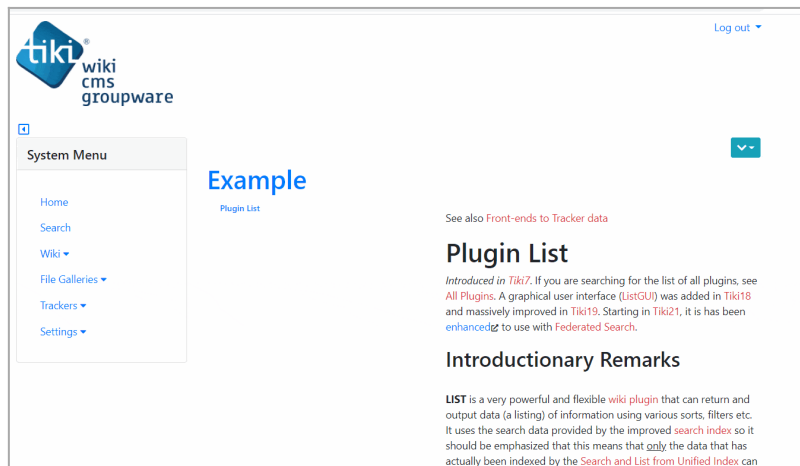 Log out
tiki®
wiki
cms
groupware
System Menu
Home
Search
Wiki
File Galleries
Trackers
Settings
Example
Plugin List
See also Front-ends to Tracker data
Plugin List
Introduced in Tiki7. If you are searching for the list of all plugins, see
All Plugins. A graphical user interface (ListGUI) was added in Tiki18
and massively improved in Tiki19. Starting in Tiki21, it is has been
enhanced to use with Federated Search.
Introductionary Remarks
LIST is a very powerful and flexible wiki plugin that can return and
output data (a listing) of information using various sorts, filters etc.
It uses the search data provided by the improved search index so it
should be emphasized that this means that only the data that has
actually been indexed by the Search and List from Unified Index can